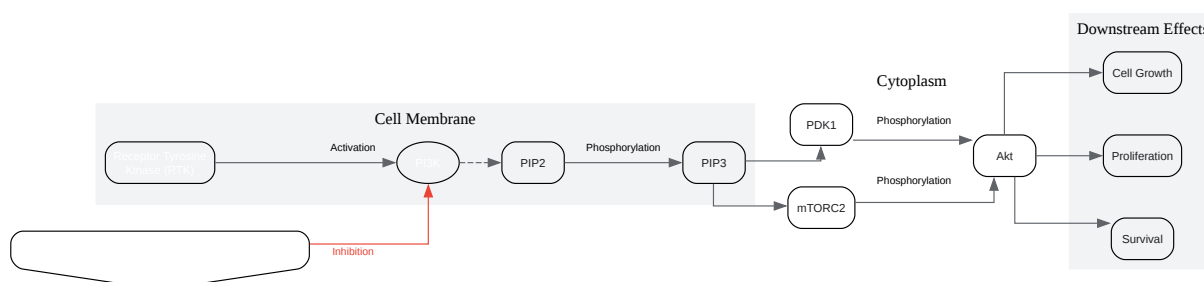 Downstream Effects
Cell Growth
Cytoplasm
Cell Membrane
PDK1
Phosphorylation
Activation
Phosphorylation
Receptor Tyrosine
Kinase (RTK)
PI3K
PIP2
PIP3
Akt
Proliferation
Phosphorylation
mTORC2
Survival
Inhibition